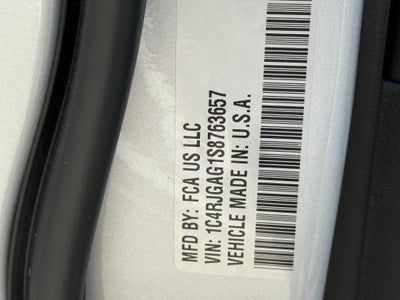 MFD BY: FCA US LLC
VIN: 1C4RJGAG1S8763657
VEHICLE MADE IN: U.S.A.